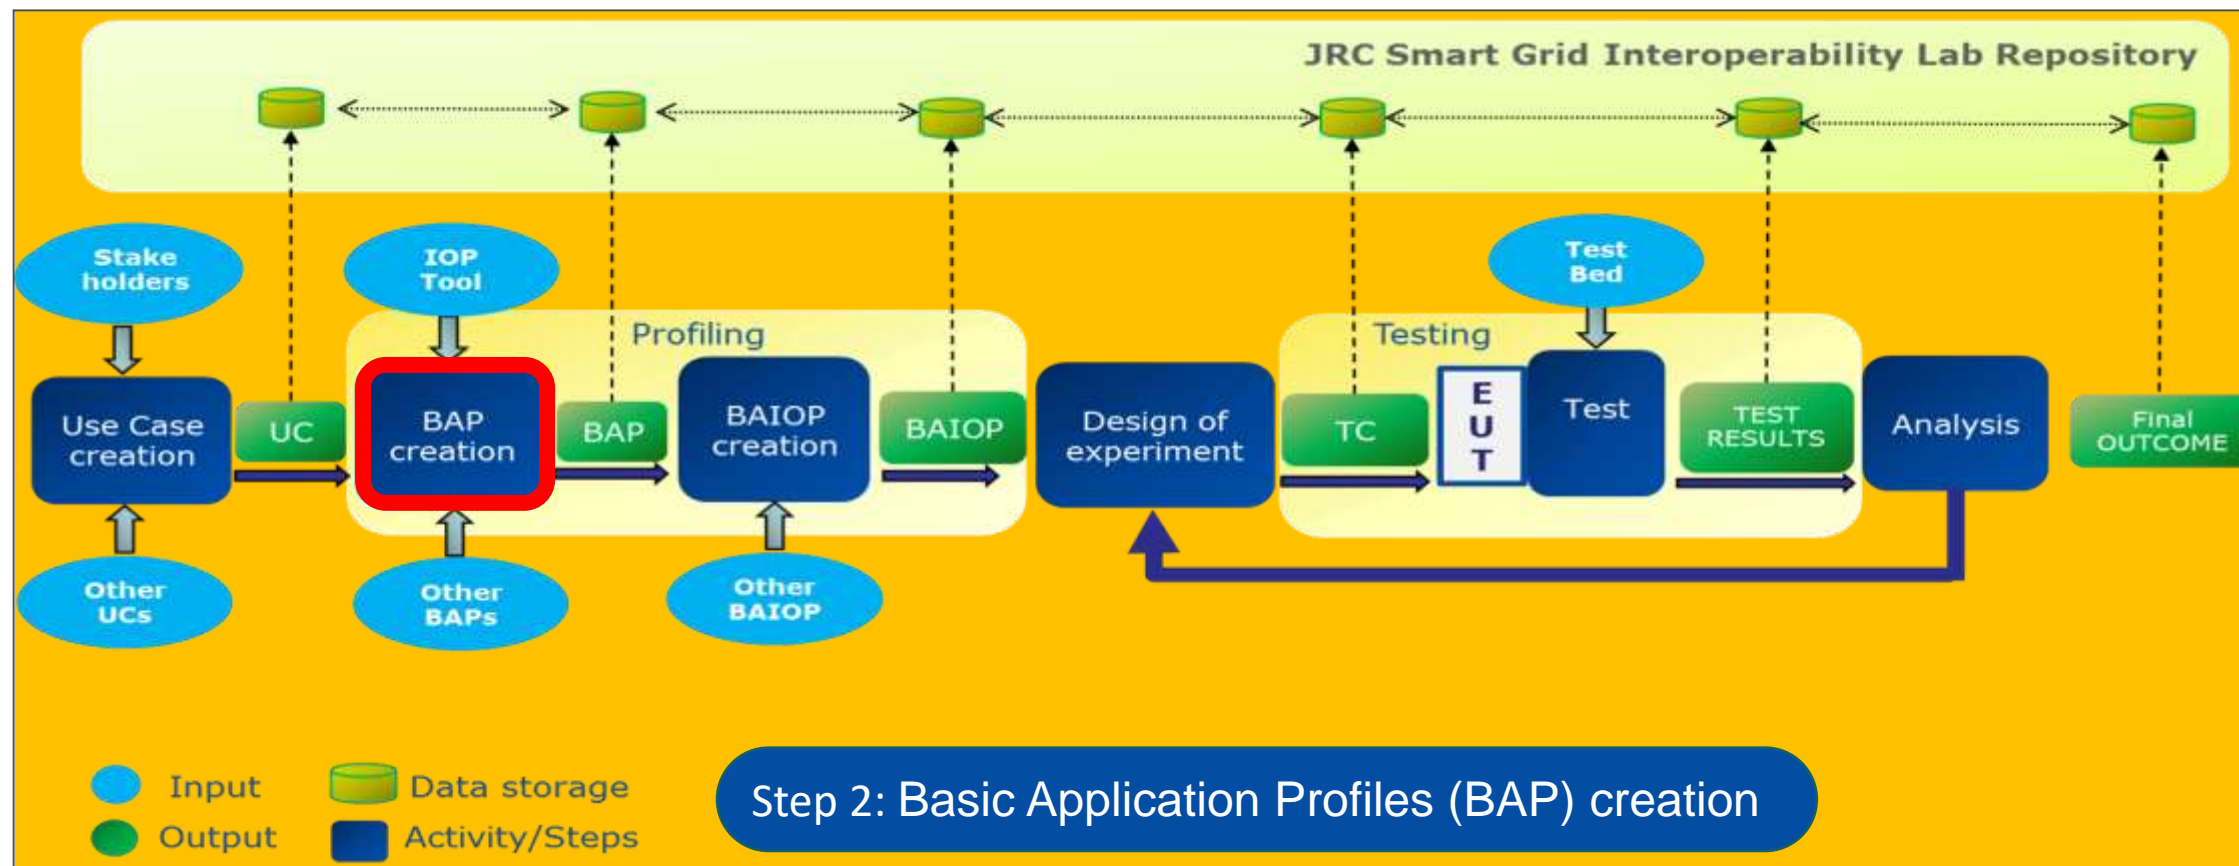 JRC Smart Grid Interoperability Lab Repository
Stake
holders
IOP
Tool
Test
Bed
Profiling
Testing
Use Case
creation
UC
BAP
creation
BAP
BAIOP
creation
BAIOP
Design of
experiment
TC
E
U
T
Test
TEST
RESULTS
Analysis
Final
OUTCOME
Other
UCs
Other
BAPs
Other
BAIOP
Input
Data storage
Output
Activity/Steps
Step 2: Basic Application Profiles (BAP) creation